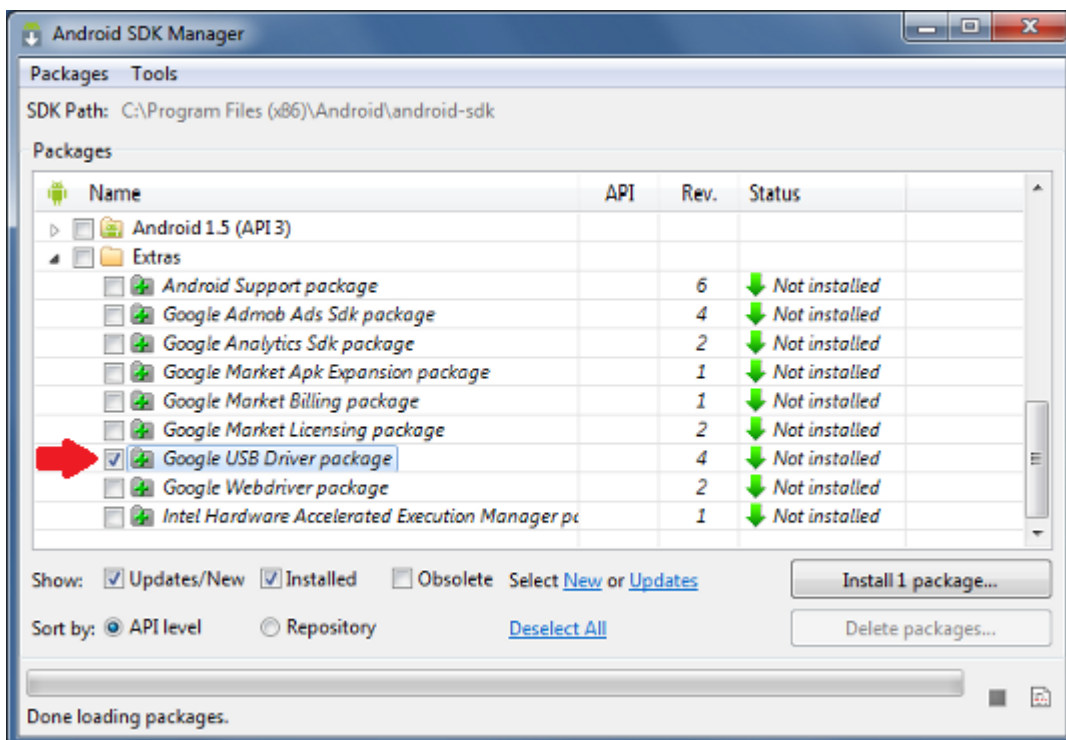 Android SDK Manager
Packages Tools
SDK Path: C:\Program Files (x86)\Android\android-sdk
Packages
Name API Rev. Status
Android 1.5 (API 3)
Extras
Android Support package 6 Not installed
Google Admob Ads Sdk package 4 Not installed
Google Analytics Sdk package 2 Not installed
Google Market Apk Expansion package 1 Not installed
Google Market Billing package 1 Not installed
Google Market Licensing package 2 Not installed
Google USB Driver package 4 Not installed
Google Webdriver package 2 Not installed
Intel Hardware Accelerated Execution Manager 1 Not installed
Show: Updates/New Installed Obsolete Select New or Updates Install 1 package...
Sort by: API level Repository Deselect All Delete packages...
Done loading packages.